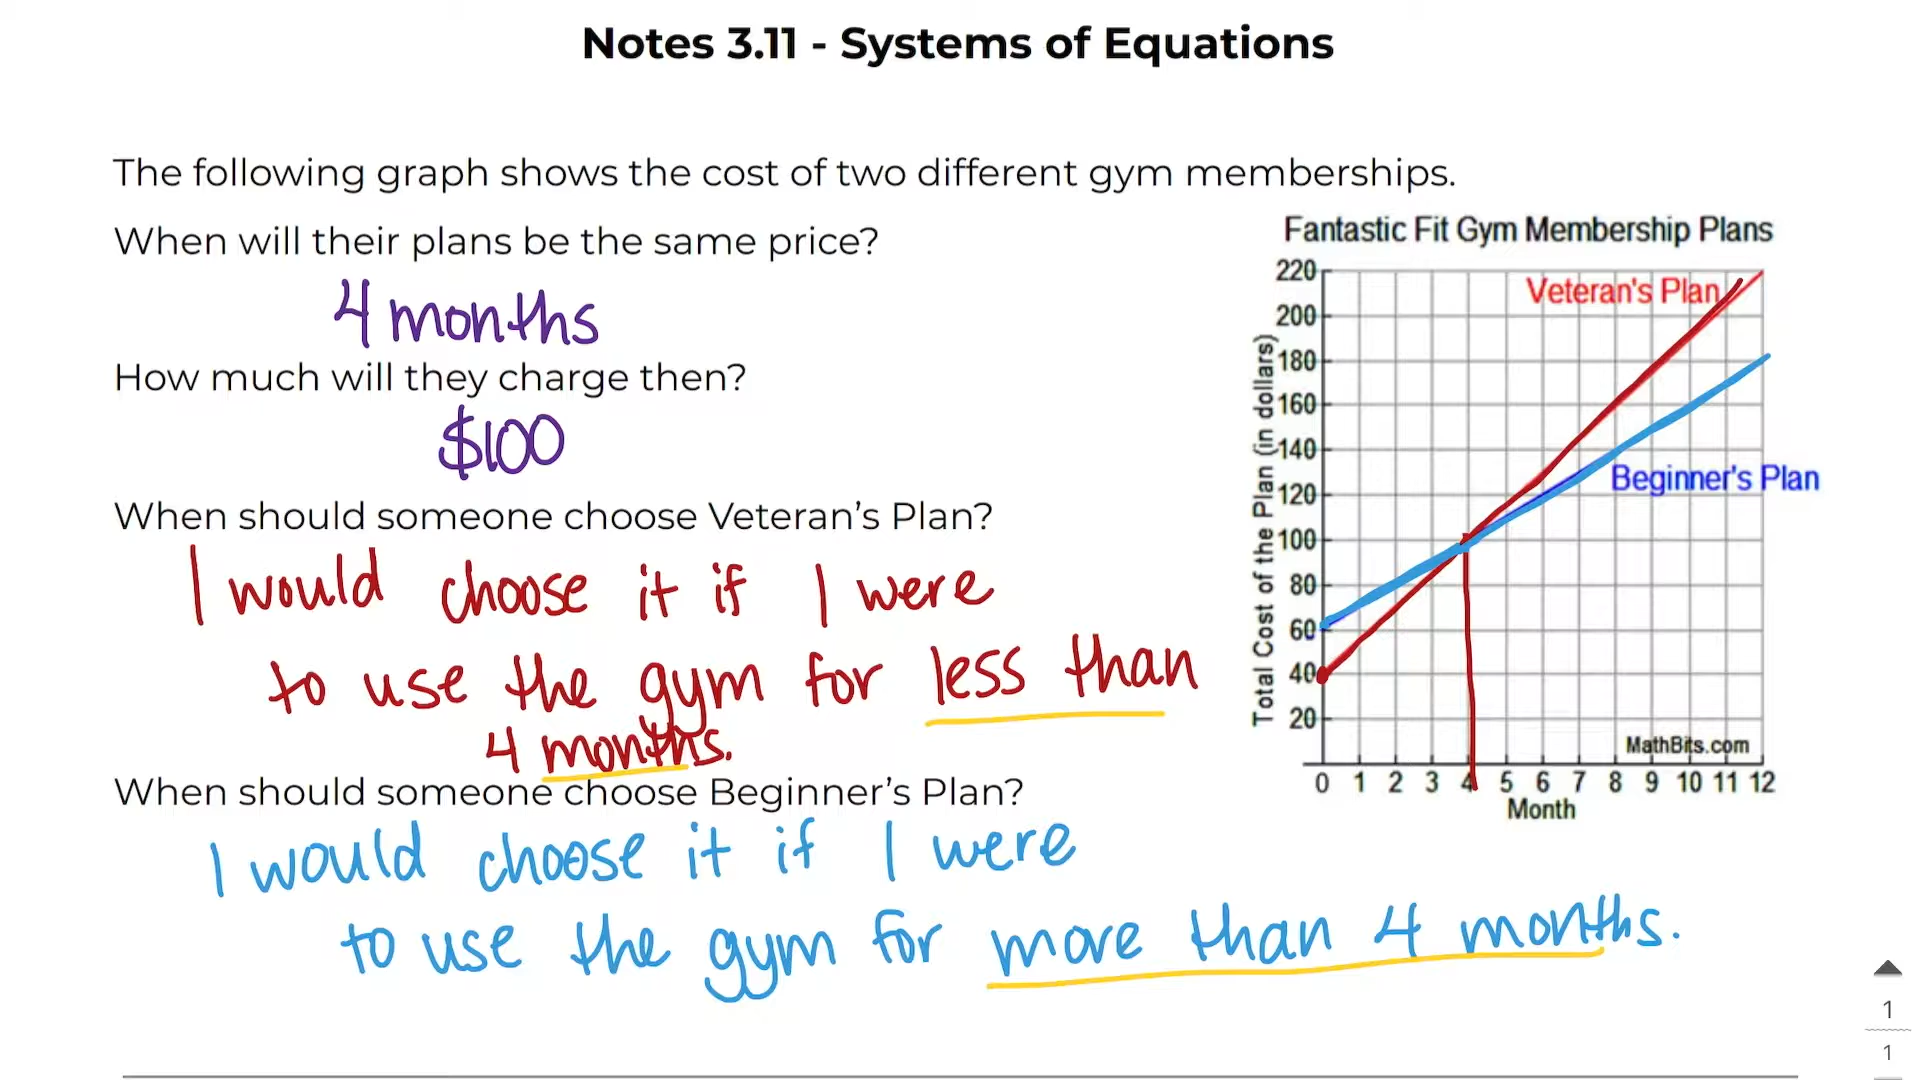 Notes 3.11 - Systems of Equations
The following graph shows the cost of two different gym memberships.
When will their plans be the same price?
4 months
How much will they charge then?
$100
When should someone choose Veteran's Plan?
I would choose it if I were
to use the gym for less than
4 months.
When should someone choose Beginner's Plan?
I would choose it if I were
to use the gym for more than 4 months.
Fantastic Fit Gym Membership Plans
Total Cost of the Plan (in dollars)
220
200
180
160
140
120
100
80
60
40
20
Veteran's Plan
Beginner's Plan
MathBits.com
0 1 2 3 4 5 6 7 8 9 10 11 12
Month
1
1